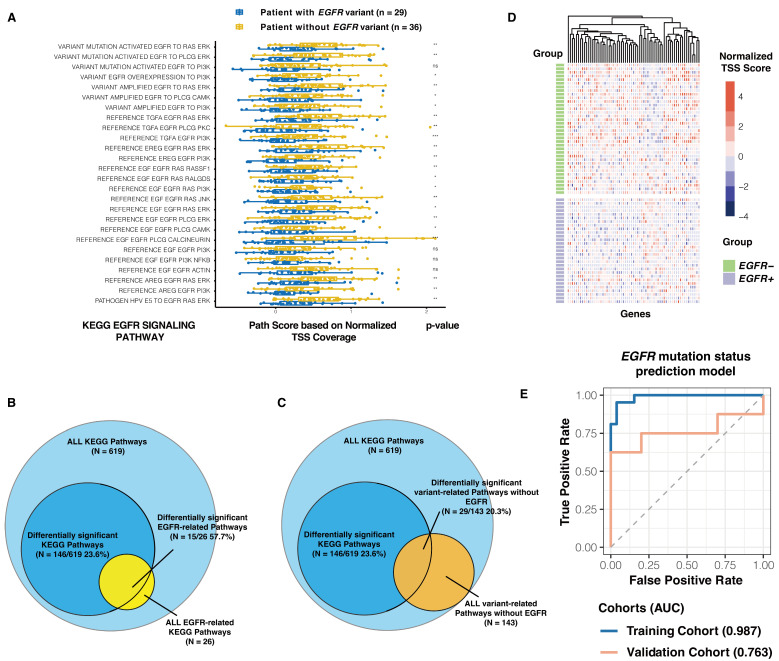 A
Patient with EGFR variant (n = 29)
Patient without EGFR variant (n = 36)
VARIANT MUTATION ACTIVATED EGFR TO RAS ERK
VARIANT MUTATION ACTIVATED EGFR TO PLCG ERK
VARIANT MUTATION ACTIVATED EGFR TO PI3K
VARIANT EGFR OVEREXPRESSION TO PI3K
VARIANT AMPLIFIED EGFR TO RAS ERK
VARIANT AMPLIFIED EGFR TO PLCG CAMK
VARIANT AMPLIFIED EGFR TO PI3K
REFERENCE TGFA EGFR RAS ERK
REFERENCE TGFA EGFR PLCG PKC
REFERENCE TGFA EGFR PI3K
REFERENCE EREG EGFR RAS ERK
REFERENCE EREG EGFR PI3K
REFERENCE EGF EGFR RAS RASSF1
REFERENCE EGF EGFR RAS RALGDS
REFERENCE EGF EGFR RAS PI3K
REFERENCE EGF EGFR RAS JNK
REFERENCE EGF EGFR RAS ERK
REFERENCE EGF EGFR PLCG ERK
REFERENCE EGF EGFR PLCG CAMK
REFERENCE EGF EGFR PLCG CALCINEURIN
REFERENCE EGF EGFR PI3K
REFERENCE EGF EGFR PI3K NFKB
REFERENCE EGF EGFR ACTIN
REFERENCE AREG EGFR RAS ERK
REFERENCE AREG EGFR PI3K
PATHOGEN HPV E5 TO EGFR RAS ERK
ns
ns
ns
ns
0 1 2
KEGG EGFR SIGNALING
PATHWAY
Path Score based on Normalized
TSS Coverage
p-value
D
Group
Genes
Normalized
TSS Score
4
2
0
−2
−4
Group
EGFR−
EGFR+
B
ALL KEGG Pathways
(N = 619)
Differentially significant
KEGG Pathways
(N = 146/619 23.6%)
Differentially significant
EGFR-related Pathways
(N = 15/26 57.7%)
ALL EGFR-related
KEGG Pathways
(N = 26)
C
ALL KEGG Pathways
(N = 619)
Differentially significant
variant-related Pathways without
EGFR
(N = 29/143 20.3%)
Differentially significant
KEGG Pathways
(N = 146/619 23.6%)
ALL variant-related
Pathways without EGFR
(N = 143)
E
EGFR mutation status
prediction model
True Positive Rate
1.00
0.75
0.50
0.25
0.00
0.00 0.25 0.50 0.75 1.00
False Positive Rate
Cohorts (AUC)
Training Cohort (0.987)
Validation Cohort (0.763)